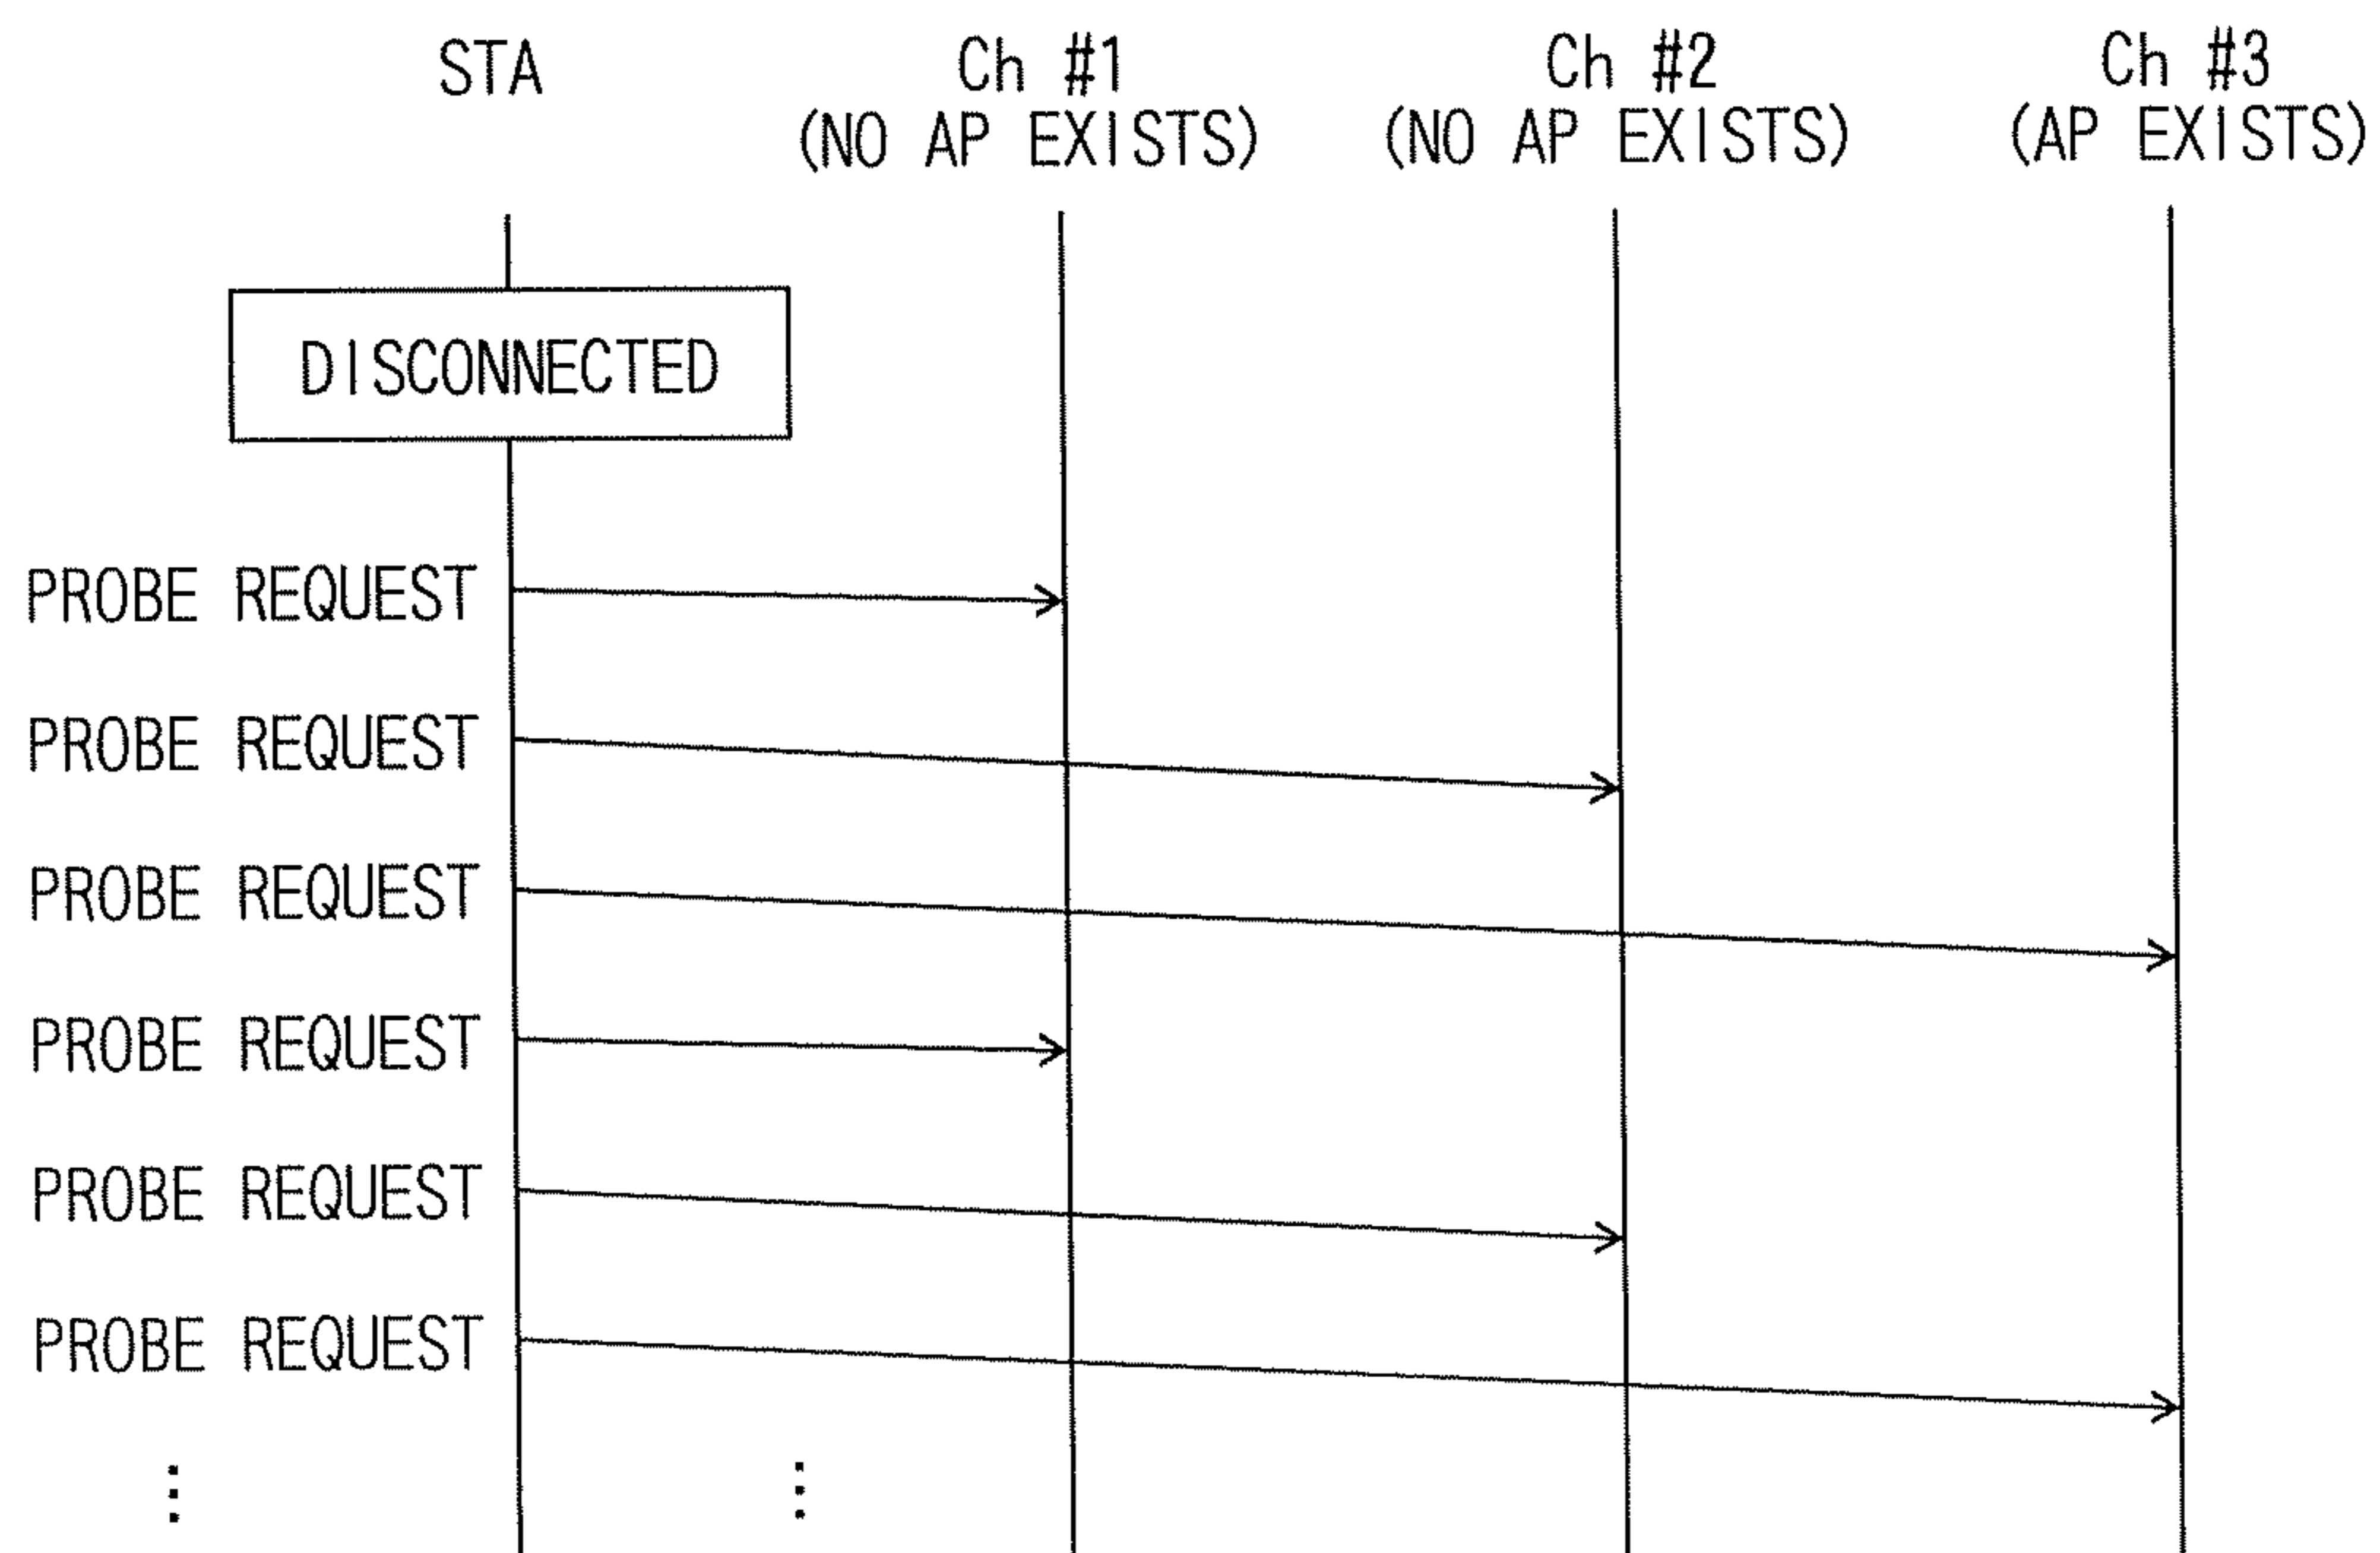 STA Ch #1 Ch #2 Ch #3
(NO AP EXISTS) (NO AP EXISTS) (AP EXISTS)
DISCONNECTED
PROBE REQUEST
PROBE REQUEST
PROBE REQUEST
PROBE REQUEST
PROBE REQUEST
PROBE REQUEST